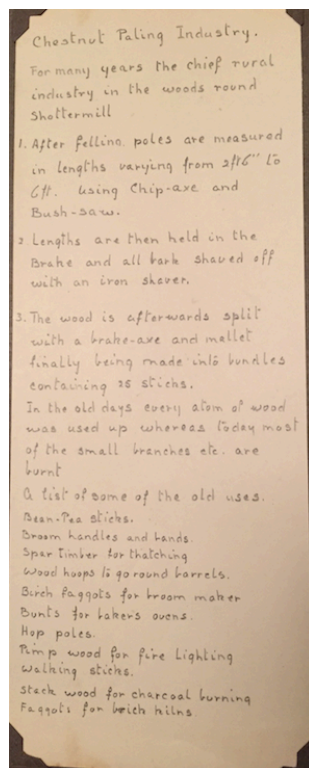 Chestnut Paling Industry.
For many years the chief rural
industry in the woods round
Shottermill
1. After felling poles are measured
in lengths varying from 2ft6" to
6ft. using Chip-axe and
Bush-saw.
2 Lengths are then held in the
Brake and all bark shaved off
with an iron shaver.
3. The wood is afterwards split
with a brake-axe and mallet
finally being made into bundles
containing 25 sticks.
In the old days every atom of wood
was used up whereas today most
of the small branches etc. are
burnt
A list of some of the old uses.
Bean-Pea sticks.
Broom handles and bands.
Spar timber for thatching
Wood hoops to go round barrels.
Birch faggots for broom maker
Bunts for bakers ovens.
Hop poles.
Pimp wood for fire lighting
Walking sticks.
Stack wood for charcoal burning
Faggots for brick kilns.